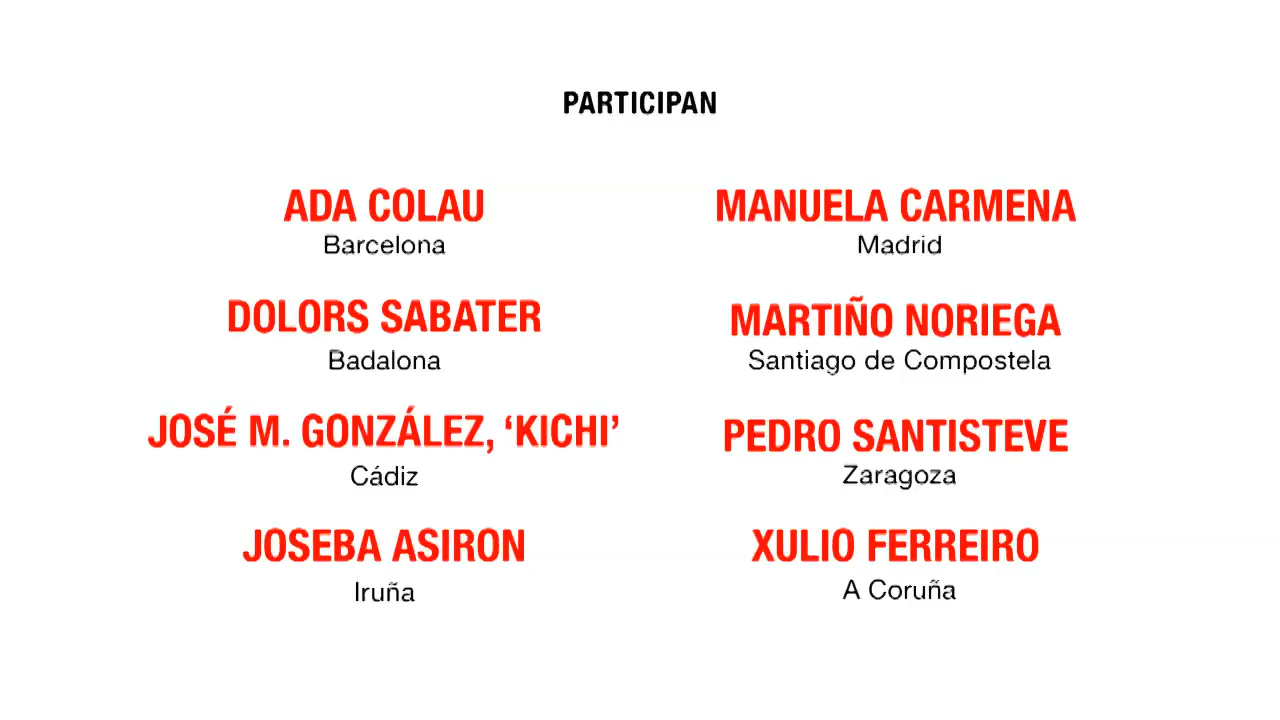 PARTICIPAN
ADA COLAU
Barcelona
MANUELA CARMENA
Madrid
DOLORS SABATER
Badalona
MARTIÑO NORIEGA
Santiago de Compostela
JOSÉ M. GONZÁLEZ, ‘KICHI’
Cádiz
PEDRO SANTISTEVE
Zaragoza
JOSEBA ASIRON
Iruña
XULIO FERREIRO
A Coruña